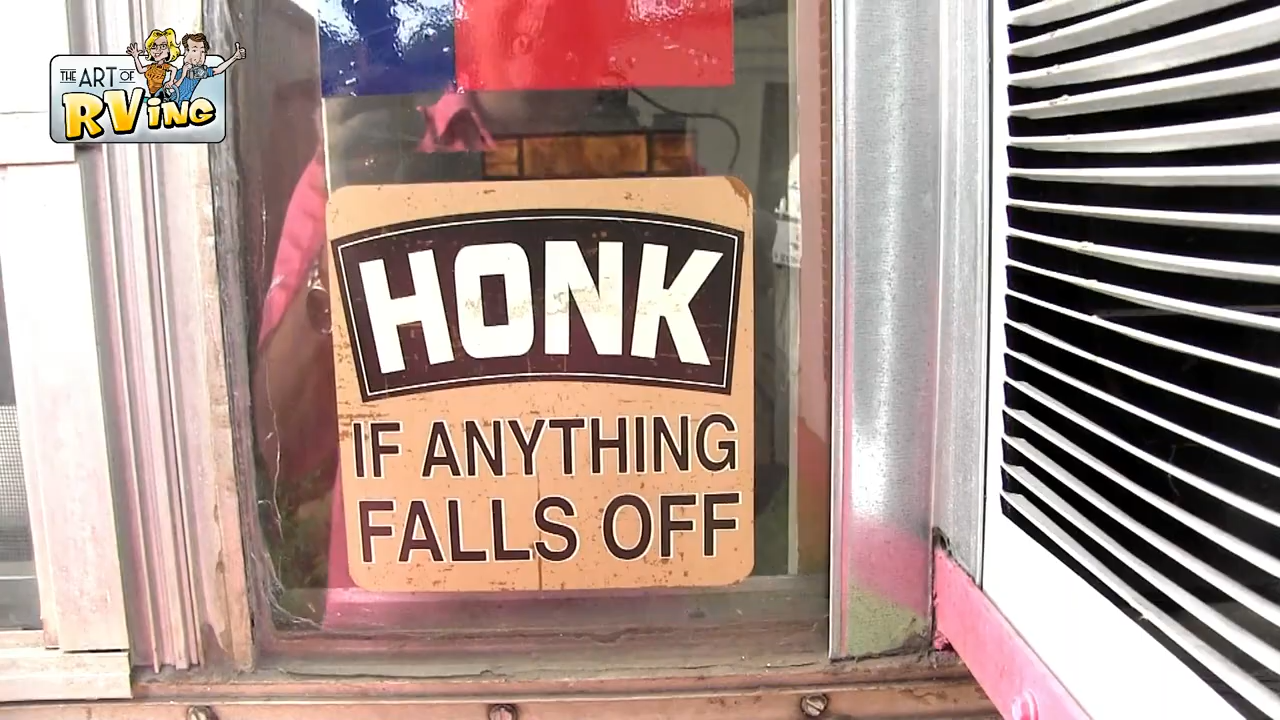 THE ART OF
RVING
HONK
IF ANYTHING
FALLS OFF